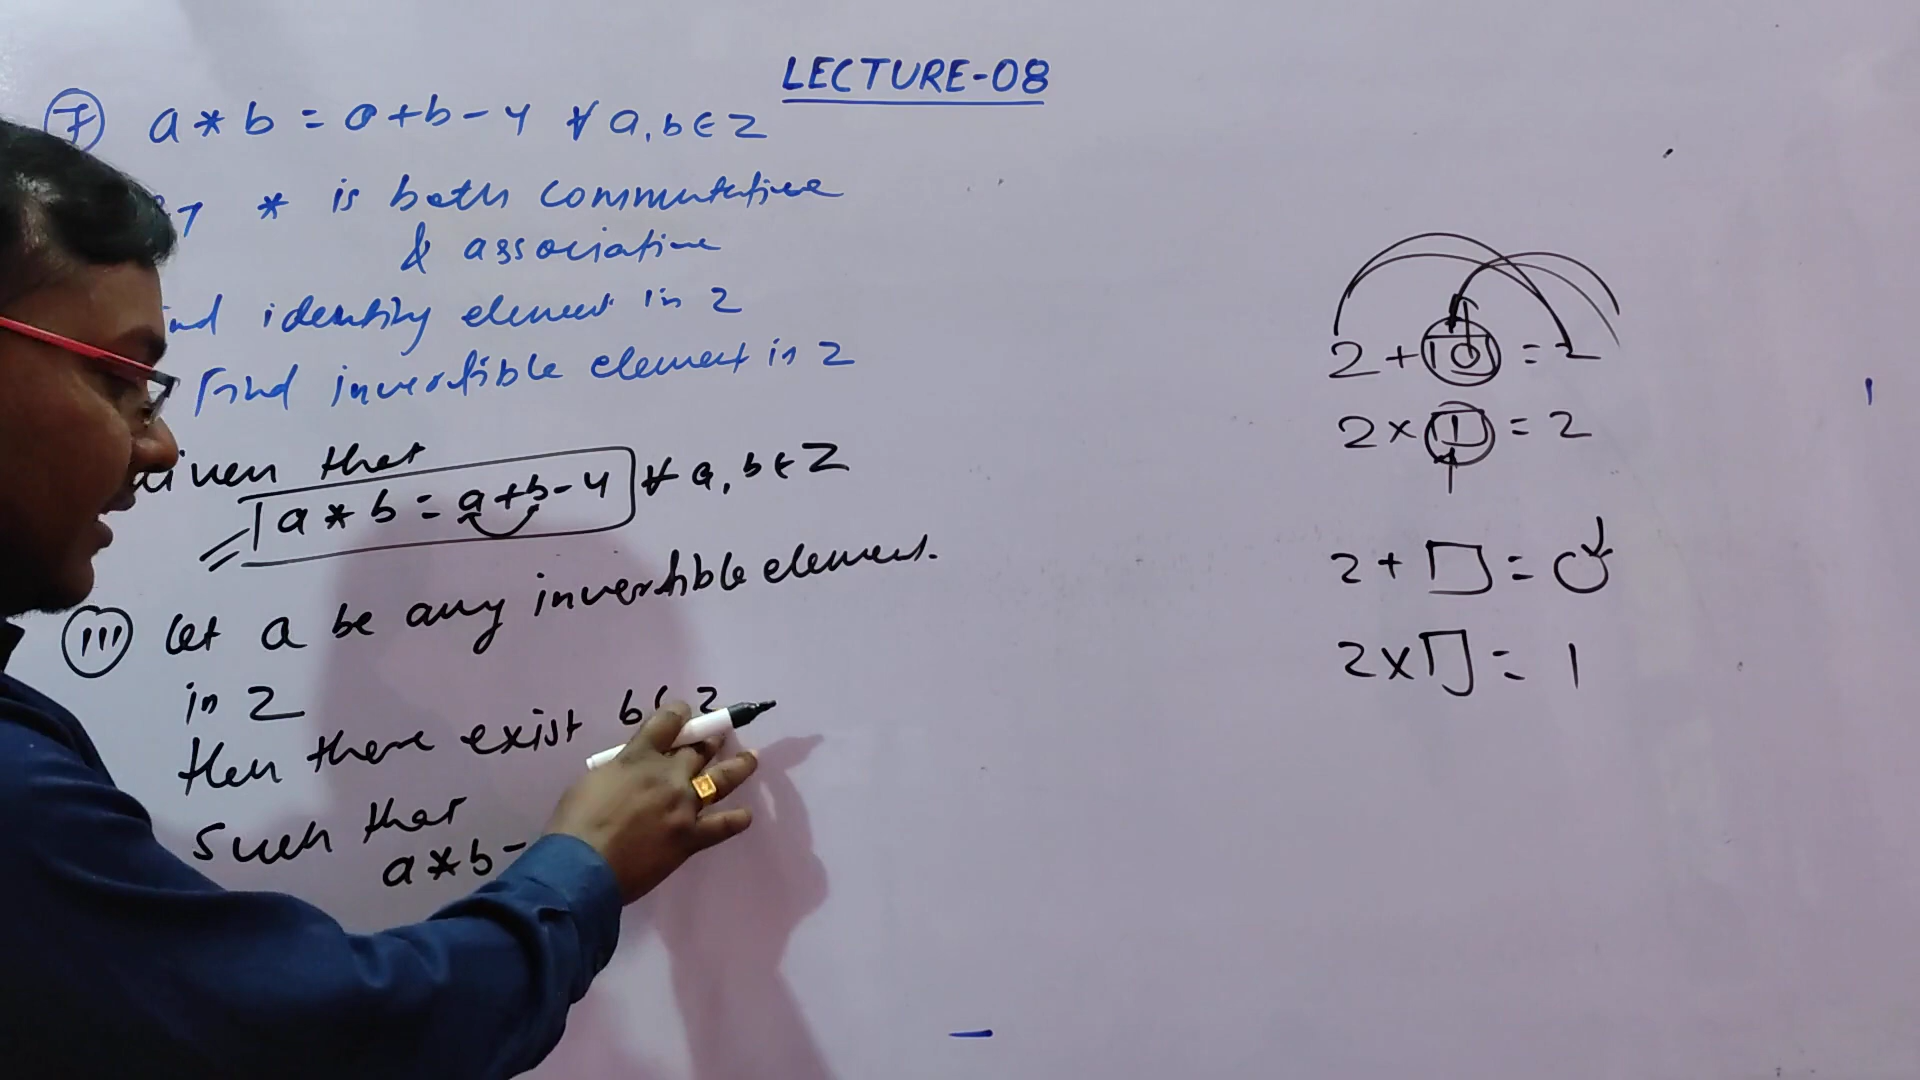 LECTURE-08
7 a * b = a + b - 4 ∀ a, b ∈ Z
* is both commutative
& associative
identity element in Z
Find invertible element in Z
given that
a * b = a + b - 4 ∀ a, b ∈ Z
III Let a be any invertible element.
in Z
then there exist b ∈ Z
such that
a * b =
2 + 0 = 2
2 × 1 = 2
2 + □ = 0
2 × □ = 1